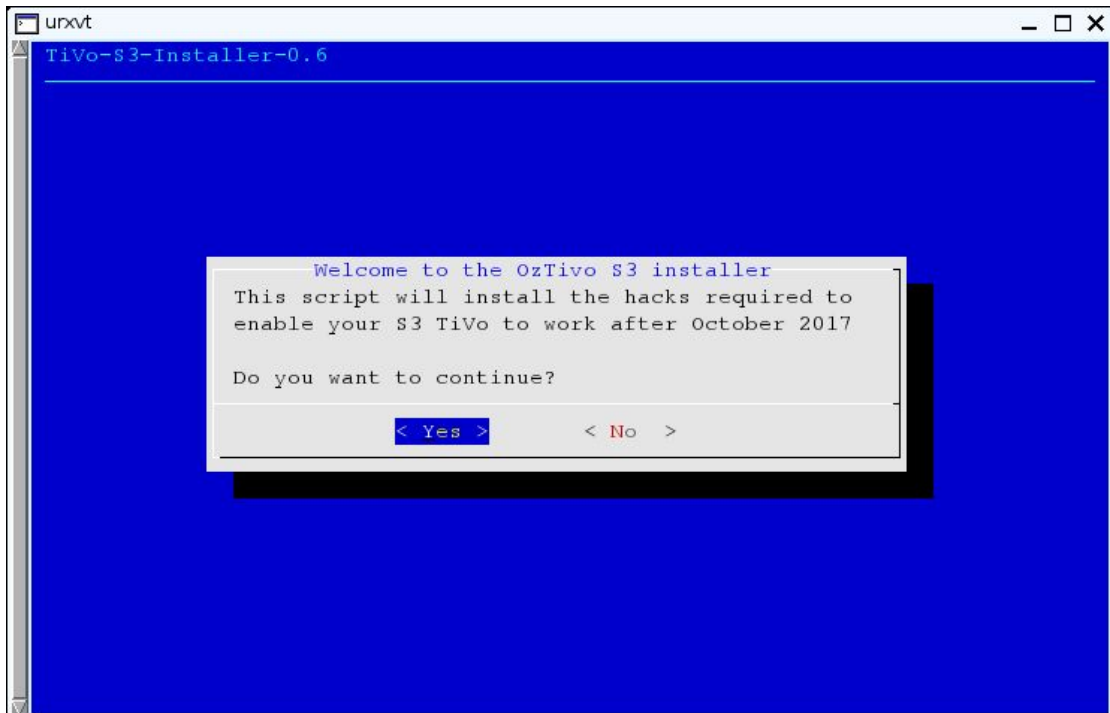 urxvt
TiVo-S3-Installer-0.6
Welcome to the OzTivo S3 installer
This script will install the hacks required to
enable your S3 TiVo to work after October 2017
Do you want to continue?
< Yes > < No >